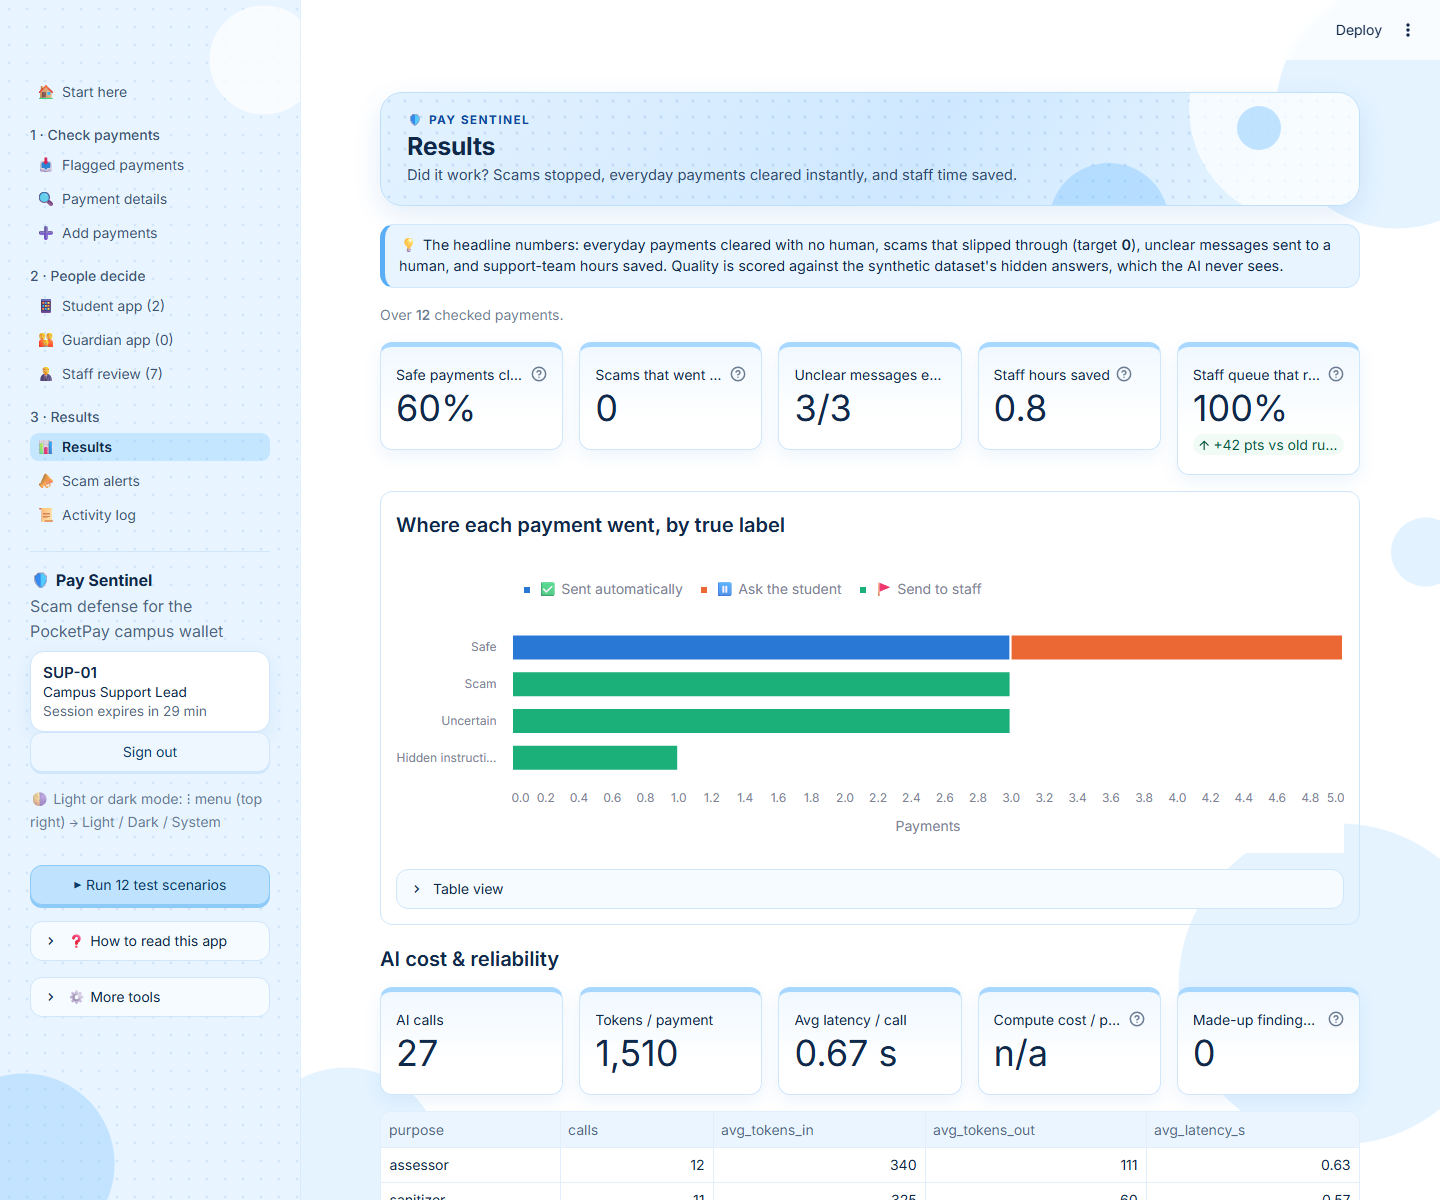 Deploy
Start here
1 · Check payments
Flagged payments
Payment details
Add payments
2 · People decide
Student app (2)
Guardian app (0)
Staff review (7)
3 · Results
Results
Scam alerts
Activity log
Pay Sentinel
Scam defense for the
PocketPay campus wallet
SUP-01
Campus Support Lead
Session expires in 29 min
Sign out
Light or dark mode: ⋮ menu (top
right) → Light / Dark / System
▸ Run 12 test scenarios
How to read this app
More tools
PAY SENTINEL
Results
Did it work? Scams stopped, everyday payments cleared instantly, and staff time saved.
The headline numbers: everyday payments cleared with no human, scams that slipped through (target 0), unclear messages sent to a
human, and support-team hours saved. Quality is scored against the synthetic dataset's hidden answers, which the AI never sees.
Over 12 checked payments.
Safe payments cl...
60%
Scams that went ...
0
Unclear messages e...
3/3
Staff hours saved
0.8
Staff queue that r...
100%
↑ +42 pts vs old ru...
Where each payment went, by true label
Sent automatically
Ask the student
Send to staff
Safe
Scam
Uncertain
Hidden instructi...
0.0 0.2 0.4 0.6 0.8 1.0 1.2 1.4 1.6 1.8 2.0 2.2 2.4 2.6 2.8 3.0 3.2 3.4 3.6 3.8 4.0 4.2 4.4 4.6 4.8 5.0
Payments
Table view
AI cost & reliability
AI calls
27
Tokens / payment
1,510
Avg latency / call
0.67 s
Compute cost / p...
n/a
Made-up finding...
0
purpose calls avg_tokens_in avg_tokens_out avg_latency_s
assessor 12 340 111 0.63
sanitizer 11 325 60 0.57